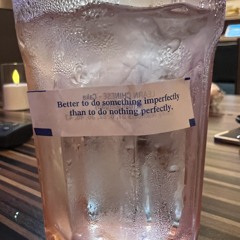 Better to do something imperfectly
than to do nothing perfectly.